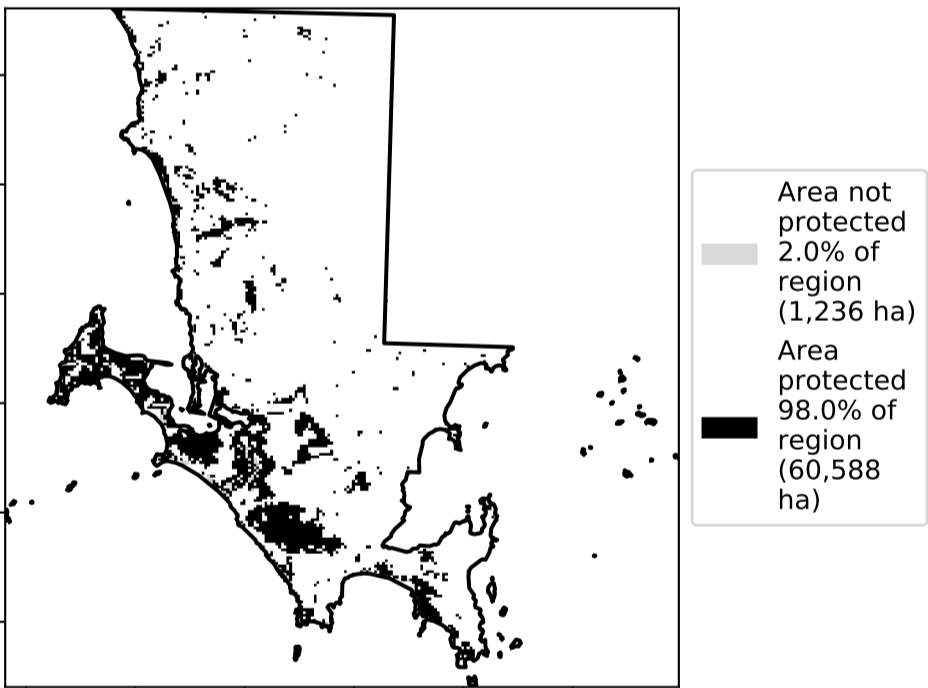 Area not
protected
2.0% of
region
(1,236 ha)
Area
protected
98.0% of
region
(60,588
ha)